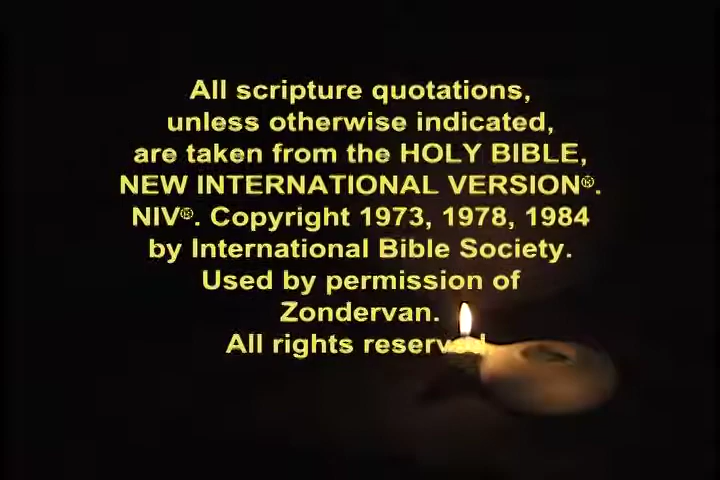 All scripture quotations,
unless otherwise indicated,
are taken from the HOLY BIBLE,
NEW INTERNATIONAL VERSION®.
NIV®. Copyright 1973, 1978, 1984
by International Bible Society.
Used by permission of
Zondervan.
All rights reserved.